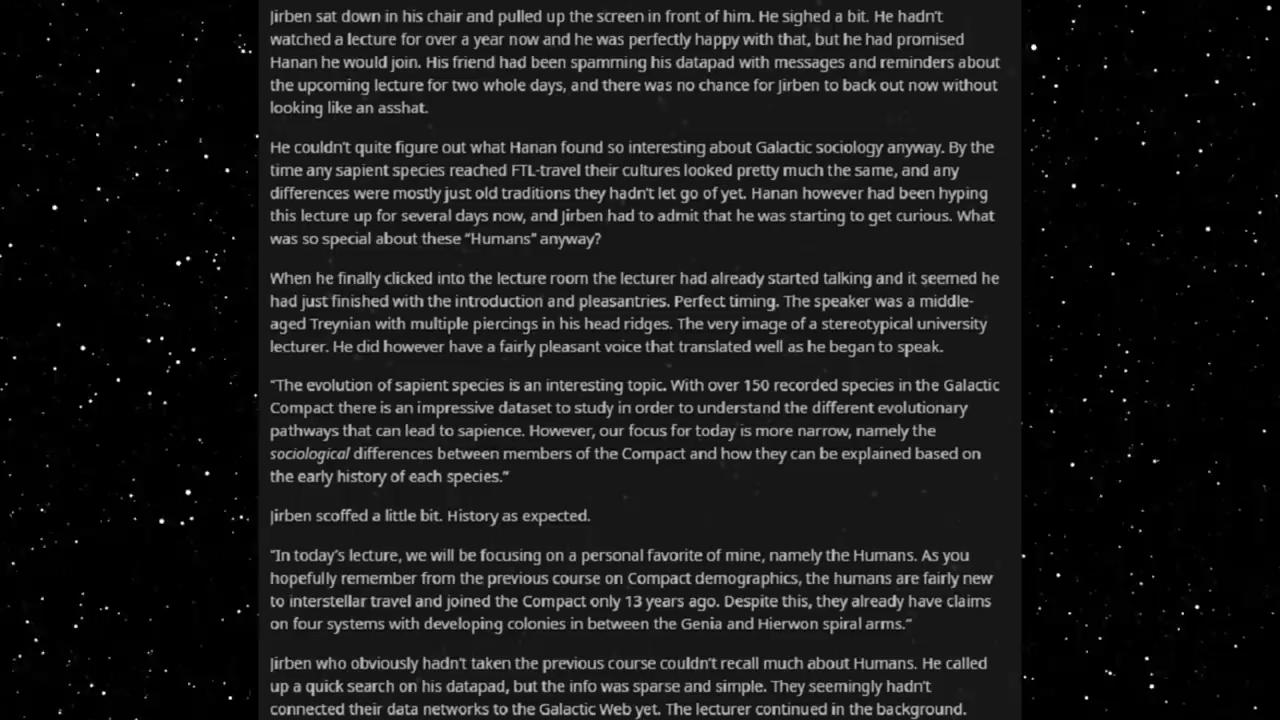 Jirben sat down in his chair and pulled up the screen in front of him. He sighed a bit. He hadn't
watched a lecture for over a year now and he was perfectly happy with that, but he had promised
Hanan he would join. His friend had been spamming his datapad with messages and reminders about
the upcoming lecture for two whole days, and there was no chance for Jirben to back out now without
looking like an asshat.
He couldn't quite figure out what Hanan found so interesting about Galactic sociology anyway. By the
time any sapient species reached FTL-travel their cultures looked pretty much the same, and any
differences were mostly just old traditions they hadn't let go of yet. Hanan however had been hyping
this lecture up for several days now, and Jirben had to admit that he was starting to get curious. What
was so special about these “Humans” anyway?
When he finally clicked into the lecture room the lecturer had already started talking and it seemed he
had just finished with the introduction and pleasantries. Perfect timing. The speaker was a middle-
aged Treynian with multiple piercings in his head ridges. The very image of a stereotypical university
lecturer. He did however have a fairly pleasant voice that translated well as he began to speak.
“The evolution of sapient species is an interesting topic. With over 150 recorded species in the Galactic
Compact there is an impressive dataset to study in order to understand the different evolutionary
pathways that can lead to sapience. However, our focus for today is more narrow, namely the
sociological differences between members of the Compact and how they can be explained based on
the early history of each species.”
Jirben scoffed a little bit. History as expected.
“In today's lecture, we will be focusing on a personal favorite of mine, namely the Humans. As you
hopefully remember from the previous course on Compact demographics, the humans are fairly new
to interstellar travel and joined the Compact only 13 years ago. Despite this, they already have claims
on four systems with developing colonies in between the Genia and Hierwon spiral arms.”
Jirben who obviously hadn't taken the previous course couldn't recall much about Humans. He called
up a quick search on his datapad, but the info was sparse and simple. They seemingly hadn't
connected their data networks to the Galactic Web yet. The lecturer continued in the background.